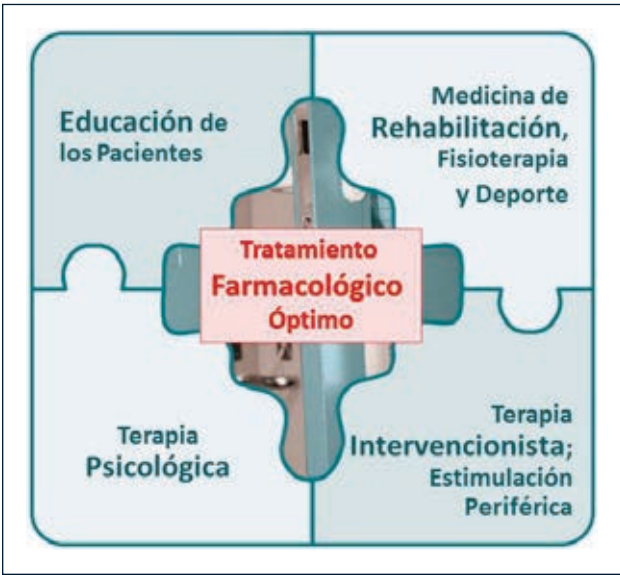 Educación de
los Pacientes
Medicina de
Rehabilitación,
Fisioterapia
y Deporte
Tratamiento
Farmacológico
Óptimo
Terapia
Psicológica
Terapia
Intervencionista;
Estimulación
Periférica